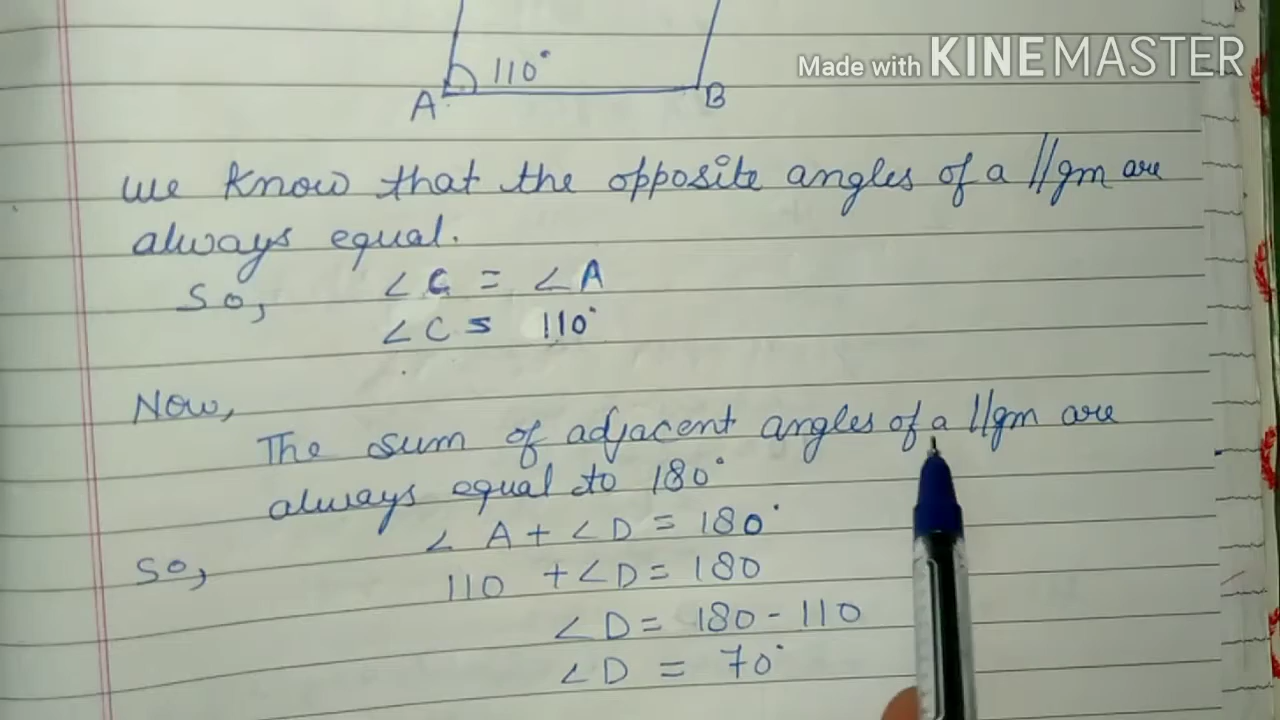 Made with KINEMASTER
110°
A B
We know that the opposite angles of a //gm are
always equal.
So, ∠C = ∠A
∠C = 110°
Now,
The sum of adjacent angles of a //gm are
always equal to 180°
∠A + ∠D = 180°
So,
110 + ∠D = 180
∠D = 180 - 110
∠D = 70°